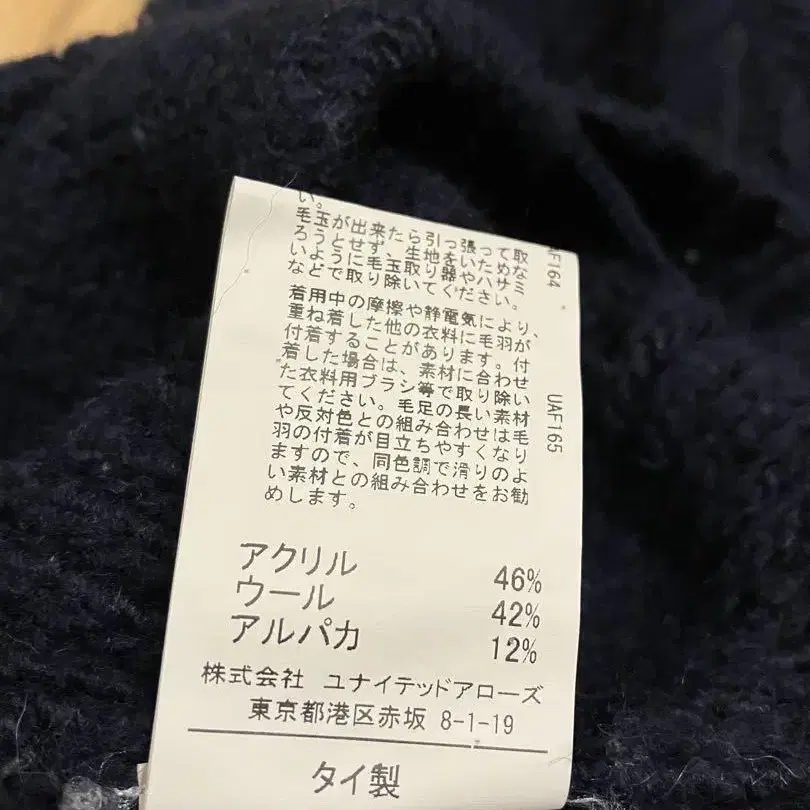 い。
毛玉が出来たら引っ張って取
ろうとせず、生地をいためな
いように毛玉取り器やハサミ
などで取り除いてください。
着用中の摩擦や静電気により、
重ね着した他の衣料に毛羽が
付着することがあります。付
着した場合は、素材に合わせ
た衣料用ブラシ等で取り除い
てください。毛足の長い素材
や反対色との組み合わせは毛
羽の付着が目立ちやすくなり
ますので、同色調で滑りのよ
い素材との組み合わせをお勧
めします。
UAF165
アクリル 46%
ウール 42%
アルパカ 12%
株式会社 ユナイテッドアローズ
東京都港区赤坂 8-1-19
タイ製